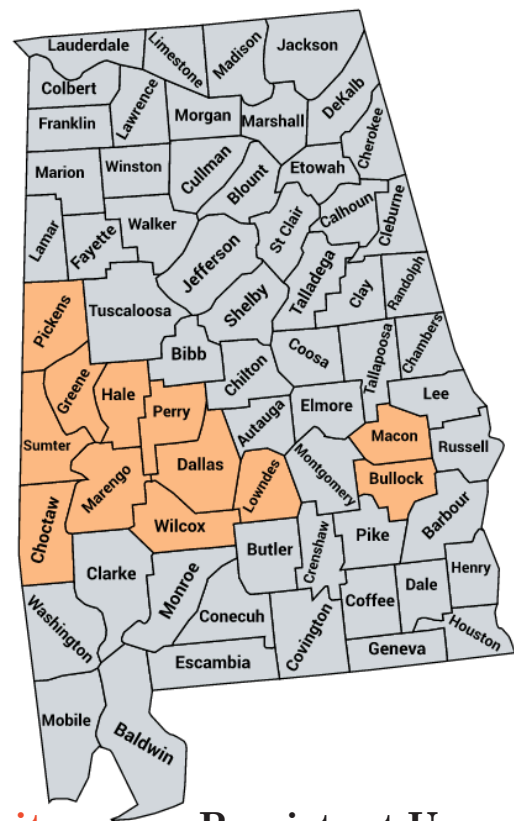 Lauderdale
Limestone
Madison
Jackson
Colbert
Lawrence
Franklin
Morgan
Marshall
DeKalb
Cherokee
Marion
Winston
Cullman
Blount
Etowah
Lamar
Fayette
Walker
Jefferson
St Clair
Calhoun
Cleburne
Pickens
Tuscaloosa
Shelby
Talladega
Clay
Randolph
Bibb
Chilton
Coosa
Tallapoosa
Chambers
Greene
Hale
Perry
Autauga
Elmore
Lee
Sumter
Marengo
Dallas
Lowndes
Montgomery
Macon
Russell
Bullock
Choctaw
Wilcox
Butler
Crenshaw
Pike
Barbour
Clarke
Monroe
Conecuh
Covington
Coffee
Dale
Henry
Washington
Escambia
Geneva
Houston
Mobile
Baldwin